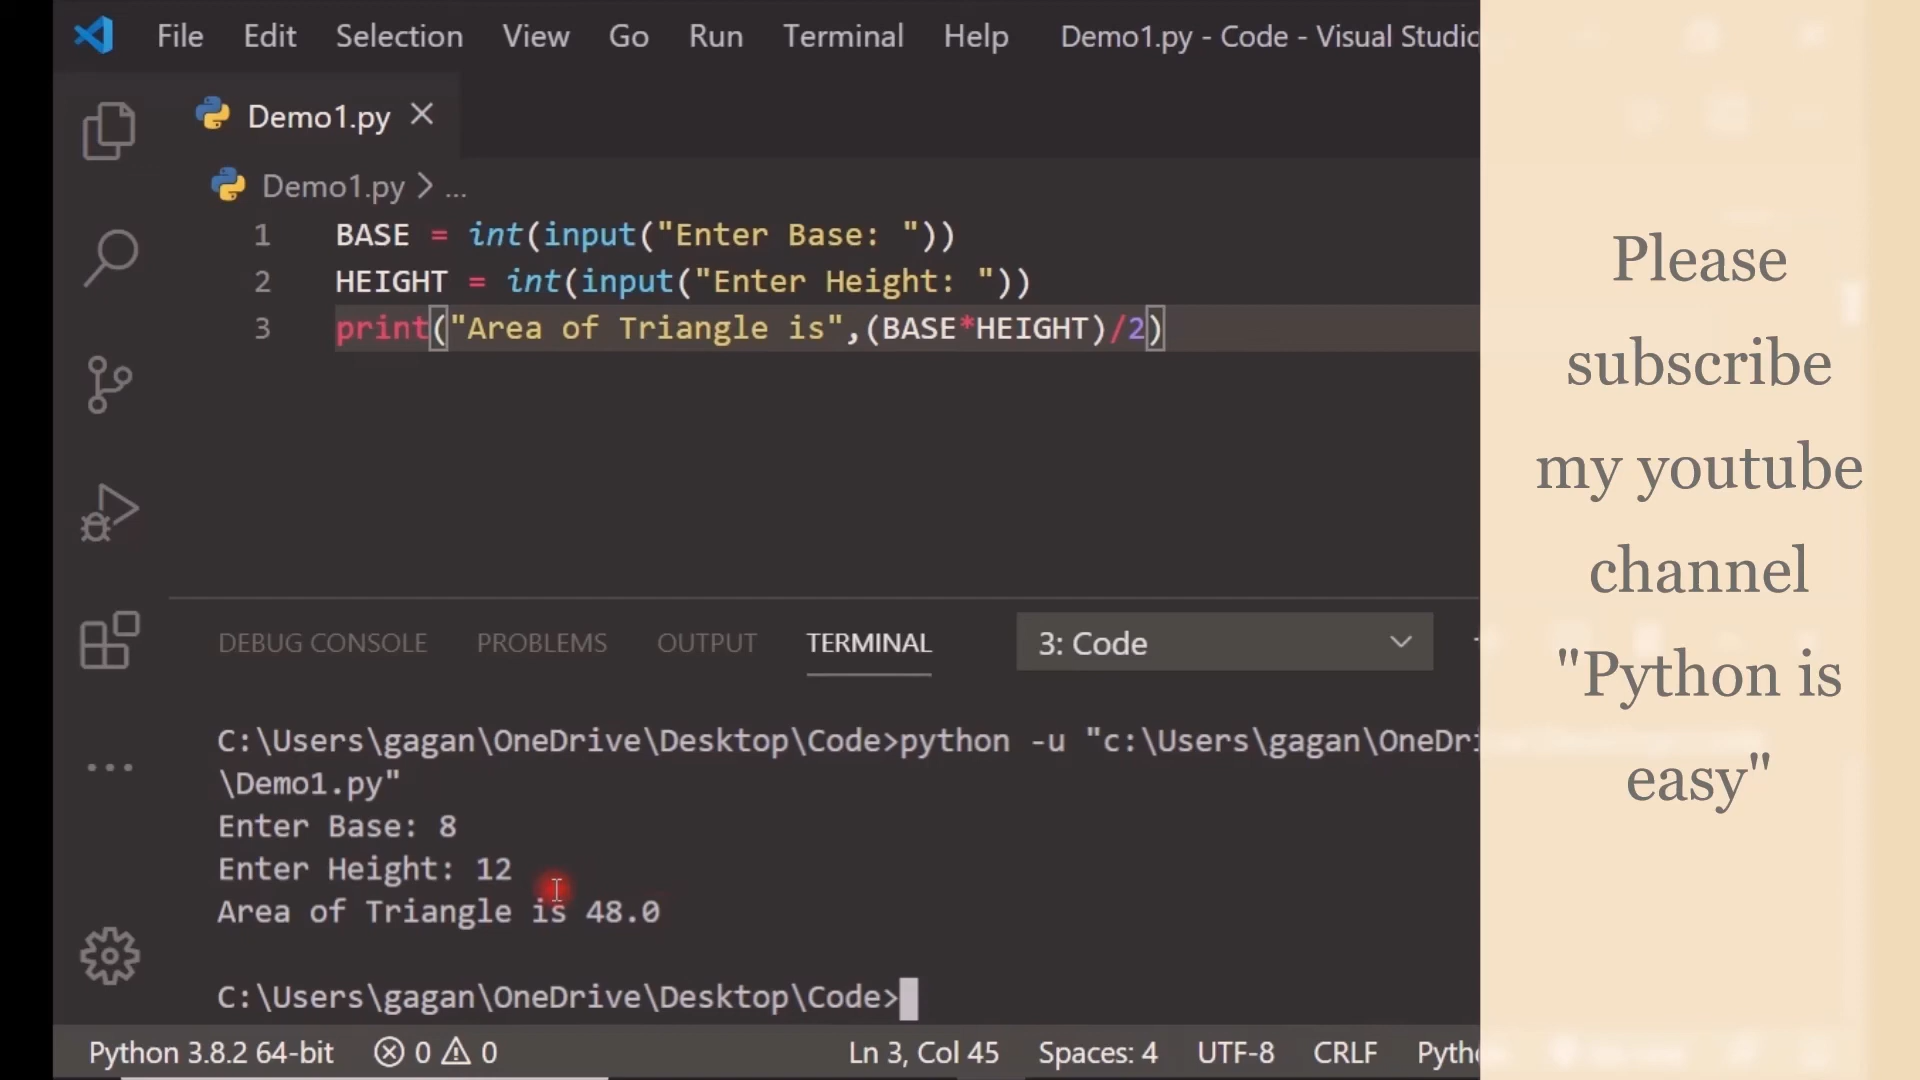 File Edit Selection View Go Run Terminal Help Demo1.py - Code - Visual Studio
Demo1.py
Demo1.py > ...
1 BASE = int(input("Enter Base: "))
2 HEIGHT = int(input("Enter Height: "))
3 print("Area of Triangle is",(BASE*HEIGHT)/2)
DEBUG CONSOLE PROBLEMS OUTPUT TERMINAL 3: Code
C:\Users\gagan\OneDrive\Desktop\Code>python -u "c:\Users\gagan\OneDri
\Demo1.py"
Enter Base: 8
Enter Height: 12
Area of Triangle is 48.0
C:\Users\gagan\OneDrive\Desktop\Code>
Python 3.8.2 64-bit 0 0 Ln 3, Col 45 Spaces: 4 UTF-8 CRLF
Please
subscribe
my youtube
channel
"Python is
easy"